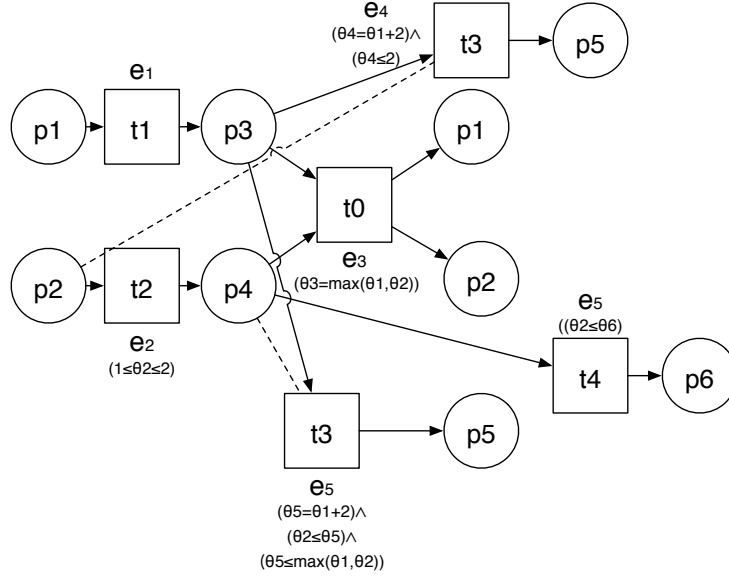 e4
(θ4=θ1+2)∧
(θ4≤2)
t3
p5
e1
p1
t1
p3
p1
t0
e3
(θ3=max(θ1,θ2))
p2
t2
p4
p2
e2
(1≤θ2≤2)
e5
((θ2≤θ6)
t4
p6
t3
p5
e5
(θ5=θ1+2)∧
(θ2≤θ5)∧
(θ5≤max(θ1,θ2))